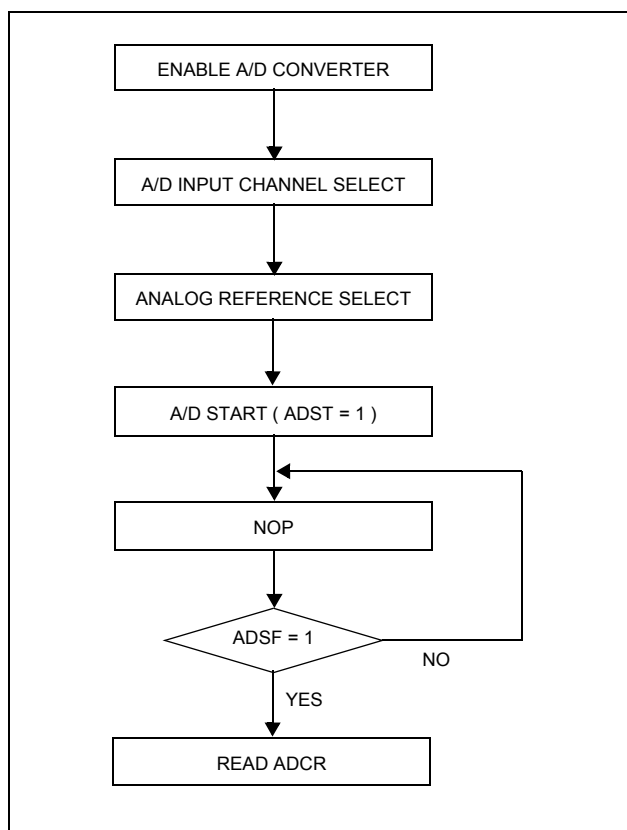 ENABLE A/D CONVERTER
A/D INPUT CHANNEL SELECT
ANALOG REFERENCE SELECT
A/D START ( ADST = 1 )
NOP
ADSF = 1
NO
YES
READ ADCR